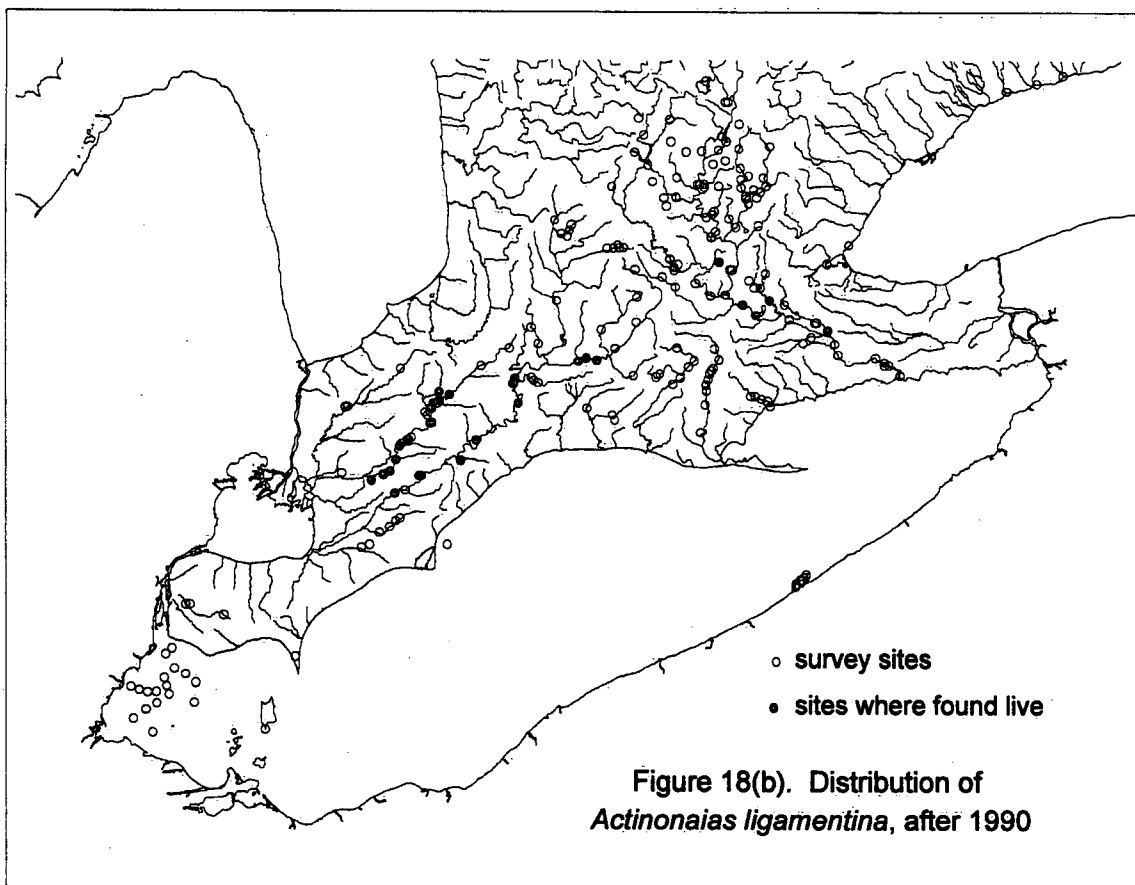 ○ survey sites
● sites where found live
Figure 18(b). Distribution of
Actinonaias ligamentina, after 1990